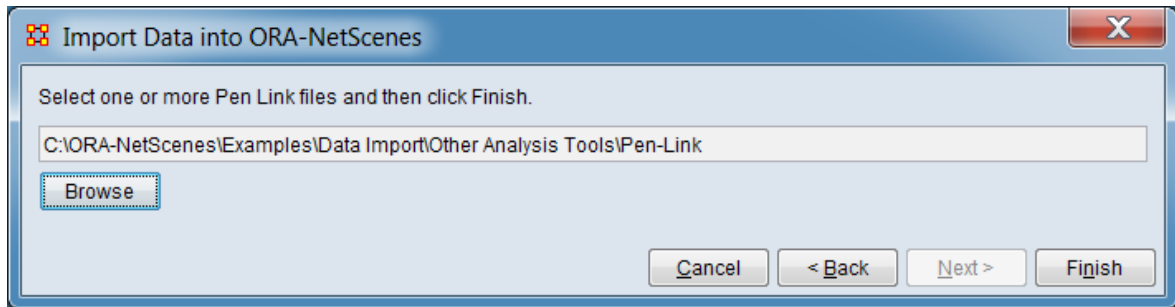 Import Data into ORA-NetScenes
X
Select one or more Pen Link files and then click Finish.
C:\ORA-NetScenes\Examples\Data Import\Other Analysis Tools\Pen-Link
Browse
Cancel < Back Next > Finish